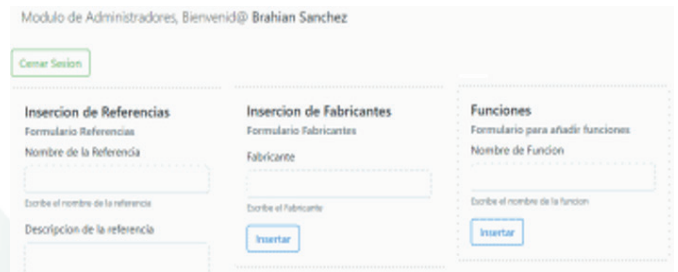 Modulo de Administradores, Bienvenid@ Brahian Sanchez
Cerrar Sesion
Insercion de Referencias
Formulario Referencias
Nombre de la Referencia
Escribe el nombre de la referencia
Descripcion de la referencia
Insercion de Fabricantes
Formulario Fabricantes
Fabricante
Escribe el Fabricante
Insertar
Funciones
Formulario para añadir funciones
Nombre de Funcion
Escribe el nombre de la funcion
Insertar